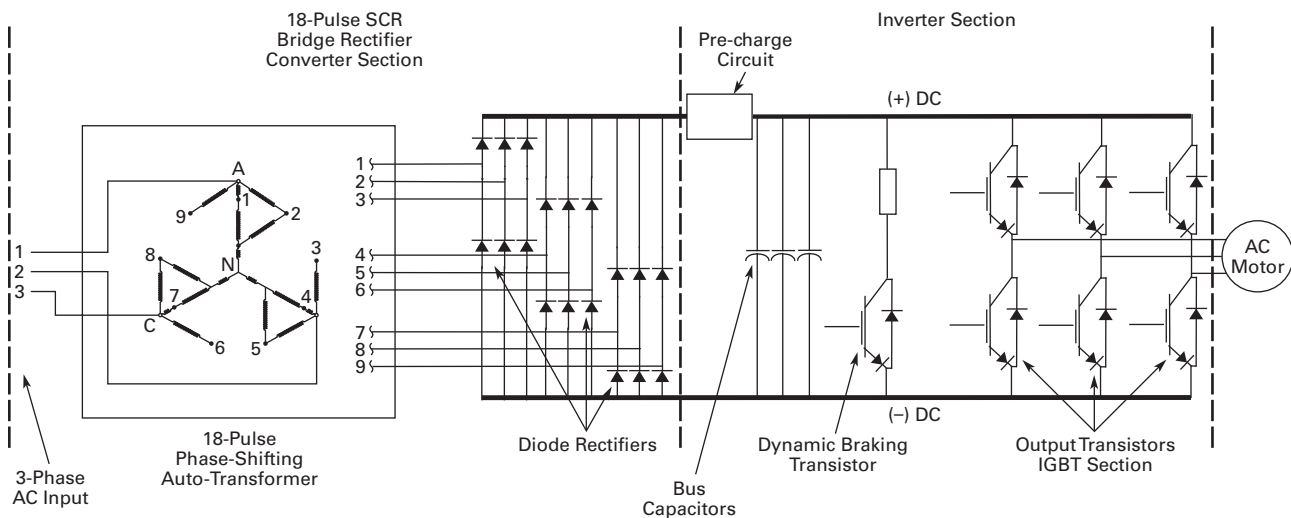 18-Pulse SCR
Bridge Rectifier
Converter Section
Inverter Section
Pre-charge
Circuit
(+) DC
A
1
9
2
1
2
3
8
N
3
7
4
C
6
5
1
2
3
4
5
6
7
8
9
AC
Motor
(−) DC
18-Pulse
Phase-Shifting
Auto-Transformer
3-Phase
AC Input
Diode Rectifiers
Bus
Capacitors
Dynamic Braking
Transistor
Output Transistors
IGBT Section